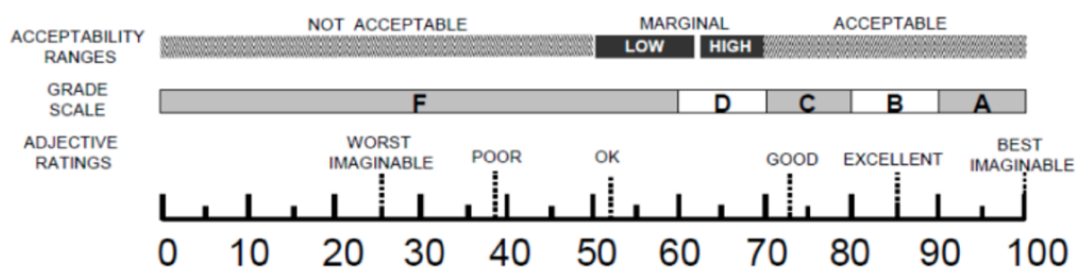 NOT ACCEPTABLE MARGINAL ACCEPTABLE
ACCEPTABILITY
RANGES
LOW HIGH
GRADE
SCALE
F D C B A
ADJECTIVE
RATINGS
WORST
IMAGINABLE
POOR
OK
GOOD
EXCELLENT
BEST
IMAGINABLE
0 10 20 30 40 50 60 70 80 90 100